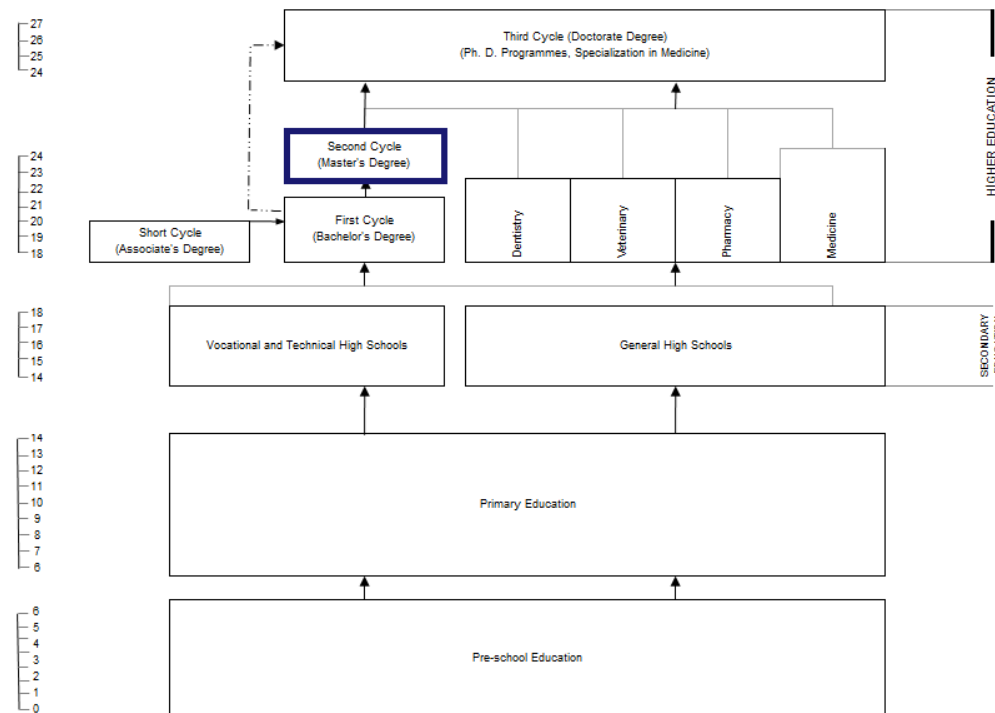 27
26
25
24
Third Cycle (Doctorate Degree)
(Ph. D. Programmes, Specialization in Medicine)
HIGHER EDUCATION
24
23
22
21
20
19
18
Second Cycle
(Master's Degree)
First Cycle
(Bachelor's Degree)
Short Cycle
(Associate's Degree)
Dentistry
Veterinary
Pharmacy
Medicine
18
17
16
15
14
Vocational and Technical High Schools
General High Schools
SECONDARY
14
13
12
11
10
9
8
7
6
Primary Education
6
5
4
3
2
1
0
Pre-school Education